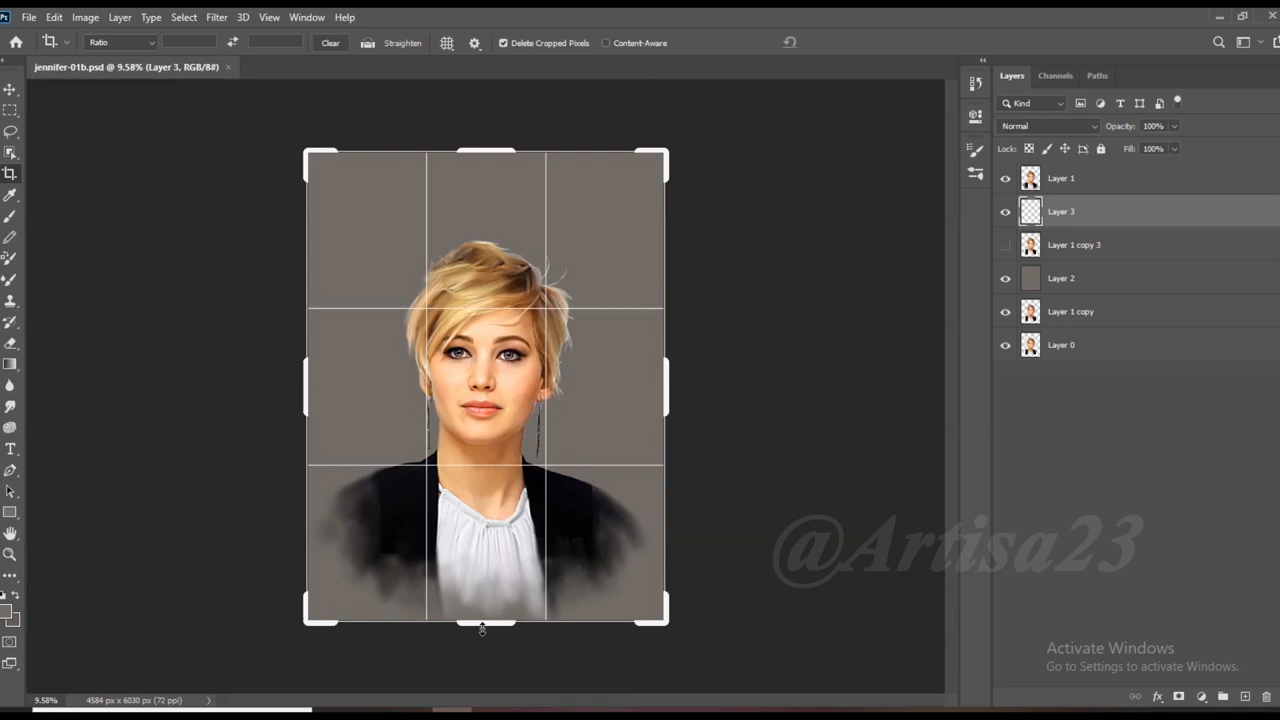 Ps File Edit Image Layer Type Select Filter 3D View Window Help
Ratio Clear Straighten Delete Cropped Pixels Content-Aware
jennifer-01b.psd @ 9.58% (Layer 3, RGB/8#) ×
Layers Channels Paths
Kind
Normal Opacity: 100%
Lock: Fill: 100%
Layer 1
Layer 3
Layer 1 copy 3
Layer 2
Layer 1 copy
Layer 0
@Artisa23
Activate Windows
Go to Settings to activate Windows.
9.58% 4584 px x 6030 px (72 ppi)